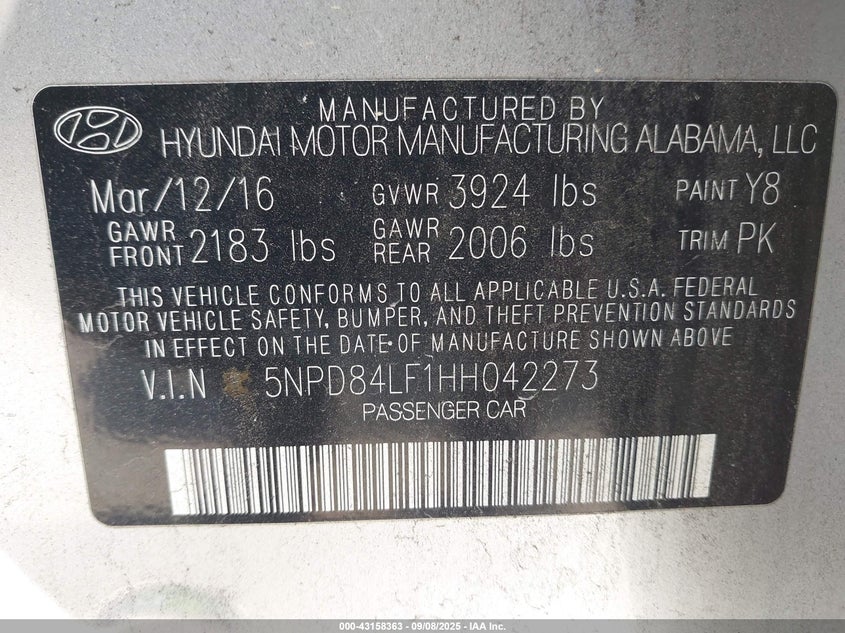 MANUFACTURED BY
HYUNDAI MOTOR MANUFACTURING ALABAMA, LLC
Mar/12/16 GVWR 3924 lbs PAINT Y8
GAWR FRONT 2183 lbs GAWR REAR 2006 lbs TRIM PK
THIS VEHICLE CONFORMS TO ALL APPLICABLE U.S.A. FEDERAL
MOTOR VEHICLE SAFETY, BUMPER, AND THEFT PREVENTION STANDARDS
IN EFFECT ON THE DATE OF MANUFACTURE SHOWN ABOVE
V.I.N 5NPD84LF1HH042273
PASSENGER CAR
000-43158363 - 09/08/2025 - IAA Inc.